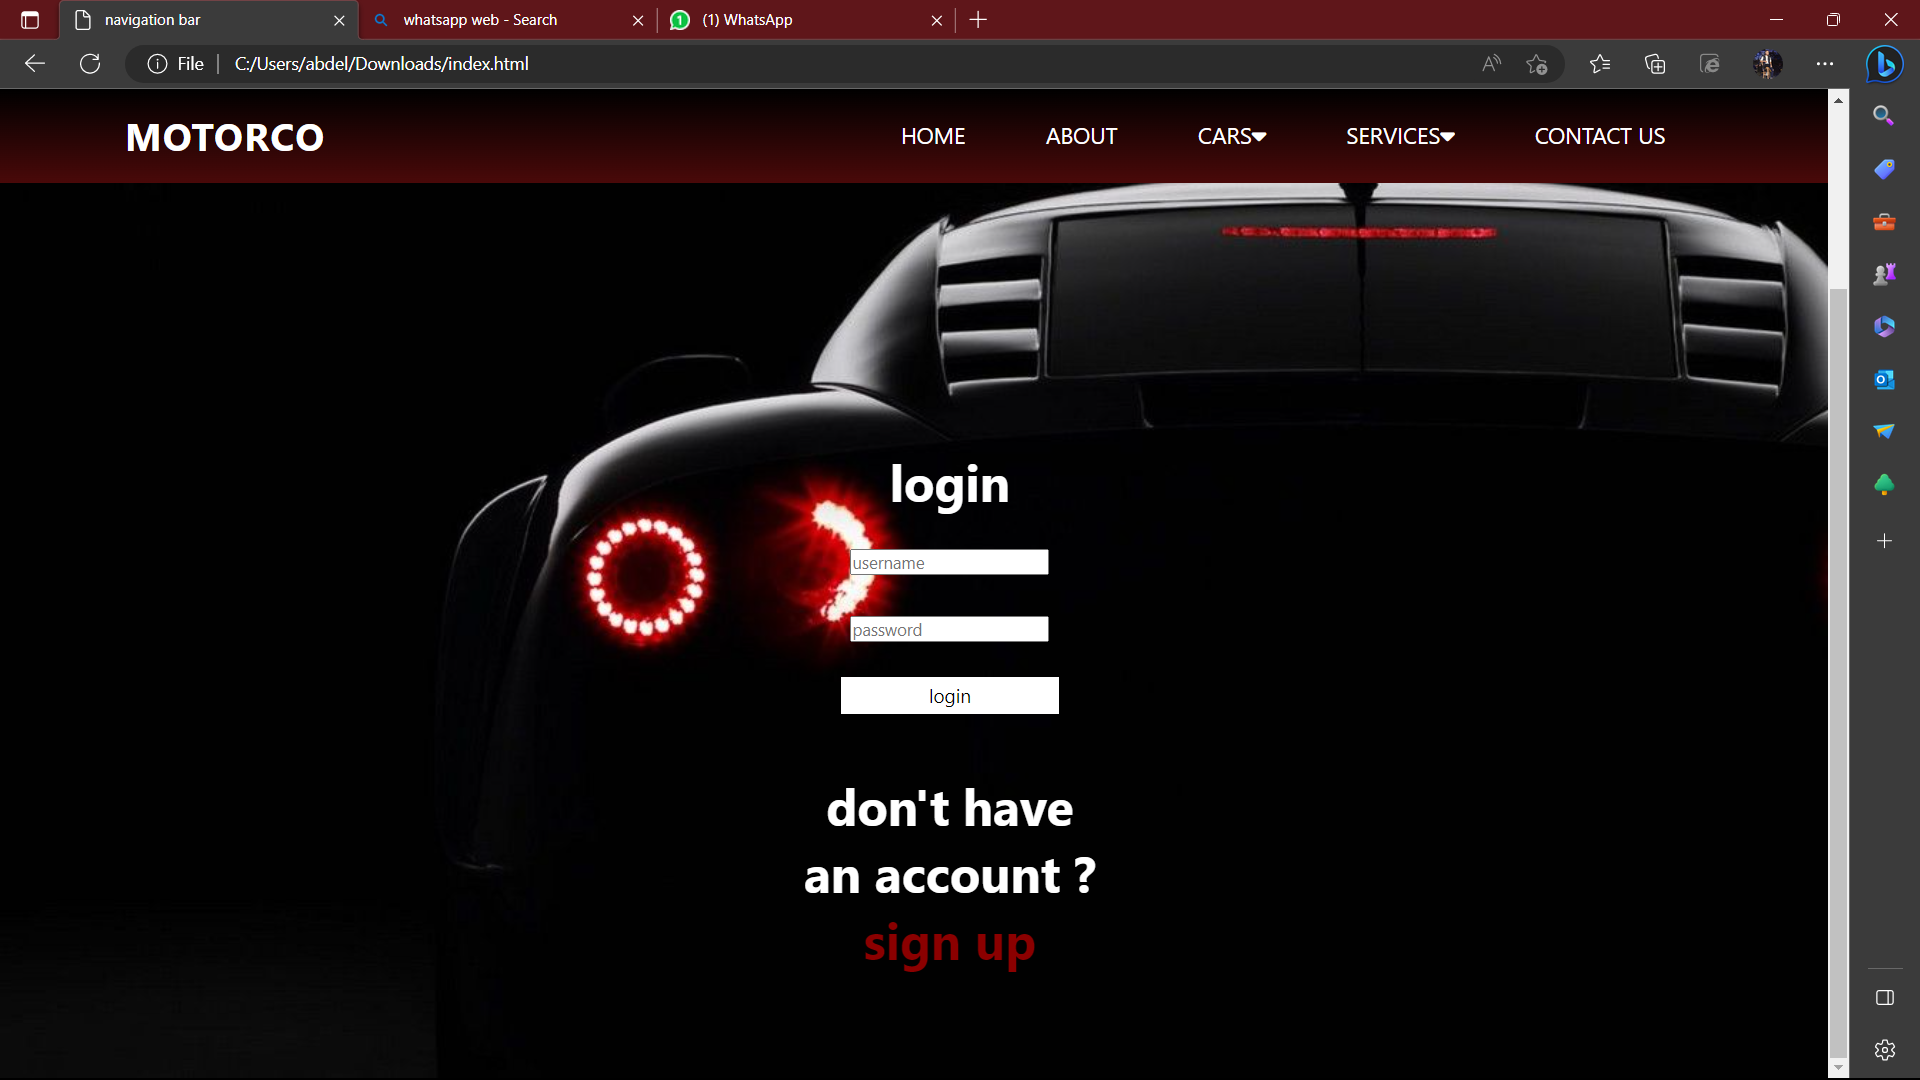 navigation bar
whatsapp web - Search
(1) WhatsApp
File
C:/Users/abdel/Downloads/index.html
MOTORCO
HOME
ABOUT
CARS
SERVICES
CONTACT US
login
username
password
login
don't have
an account ?
sign up